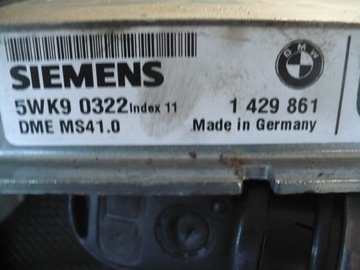 SIEMENS
BMW
5WK9 0322 Index 11 1 429 861
DME MS41.0 Made in Germany